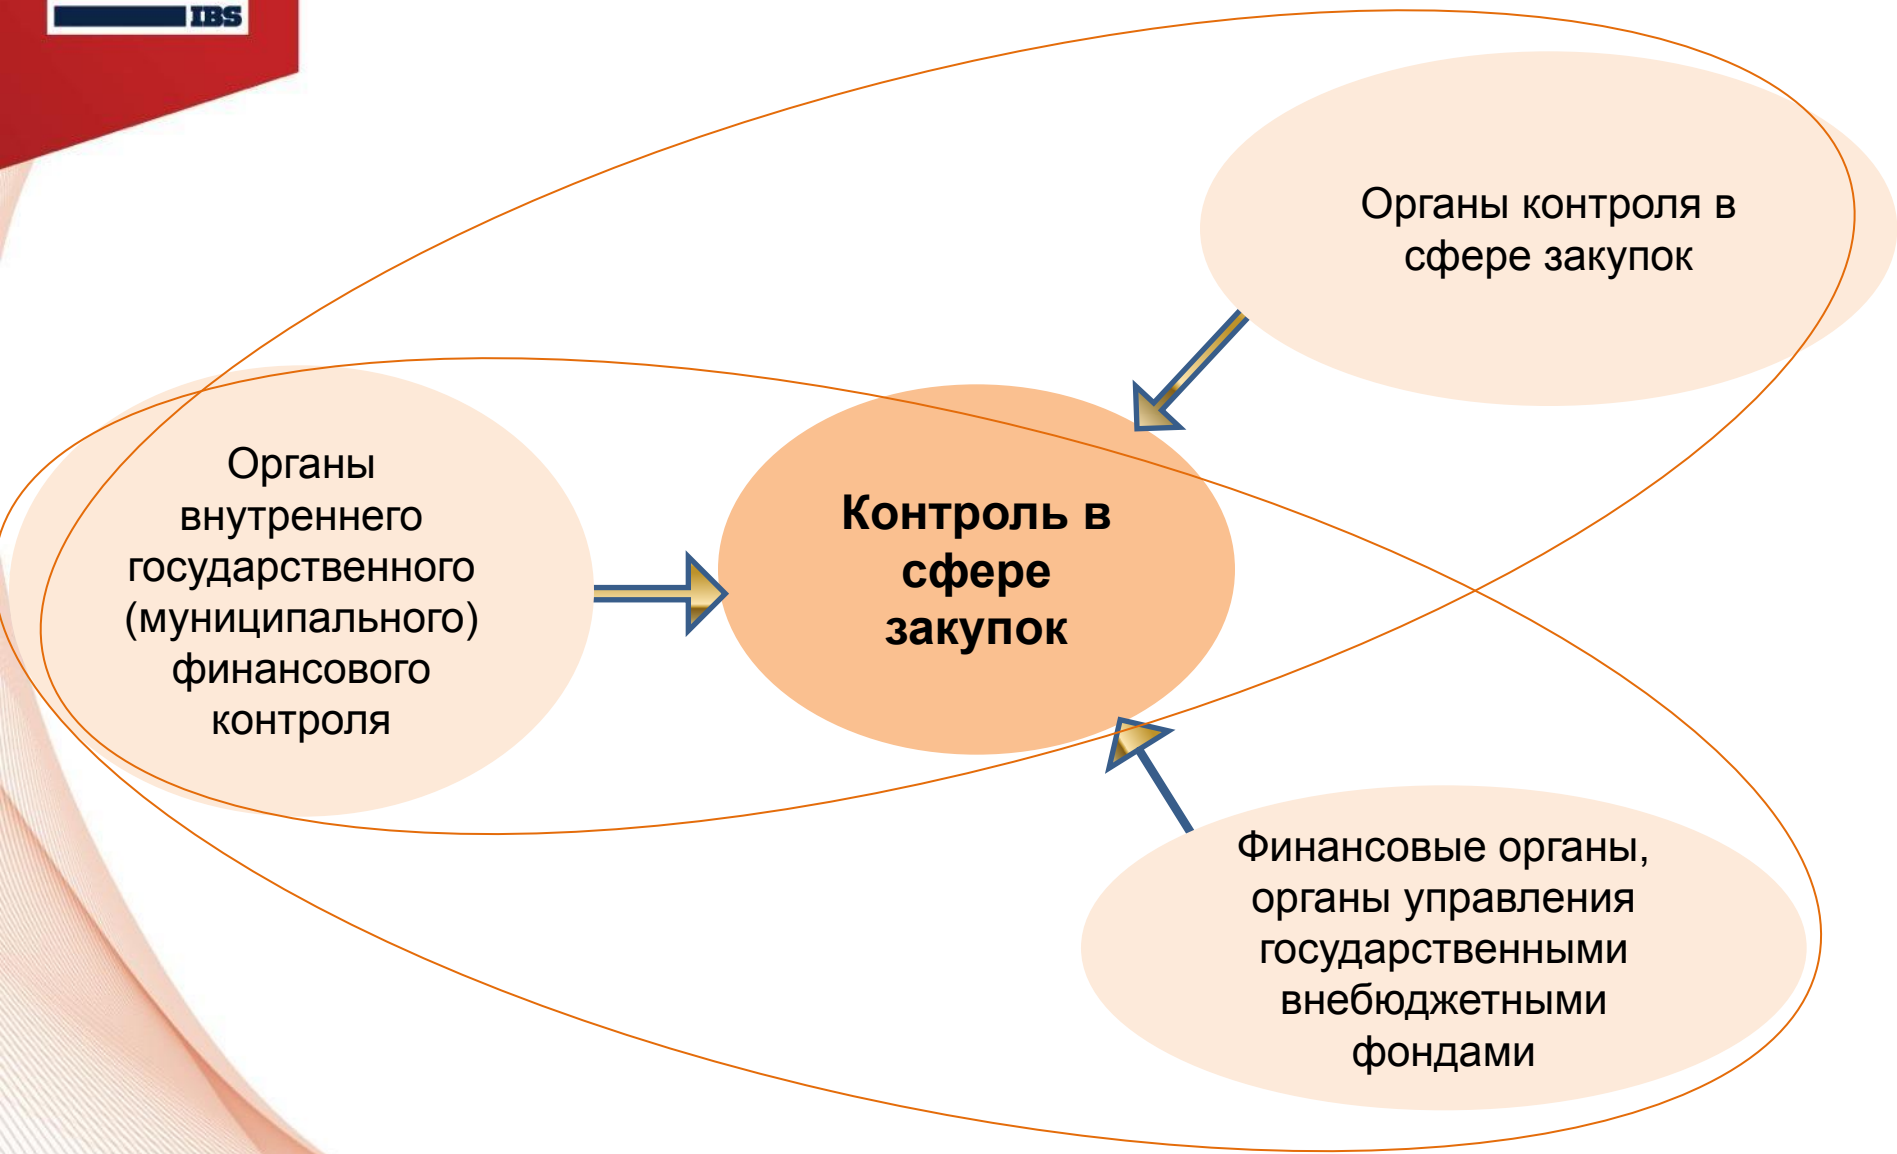 IBS
Органы контроля в
сфере закупок
Органы
внутреннего
государственного
(муниципального)
финансового
контроля
Контроль в
сфере
закупок
Финансовые органы,
органы управления
государственными
внебюджетными
фондами